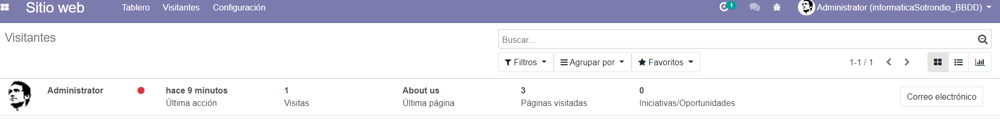 Sitio web Tablero Visitantes Configuración 1 Administrator (informaticaSotrondio_BBDD)
Visitantes
Buscar...
Filtros Agrupar por Favoritos 1-1 / 1
Administrator hace 9 minutos 1 About us 3 0
Última acción Visitas Última página Páginas visitadas Iniciativas/Oportunidades
Correo electrónico